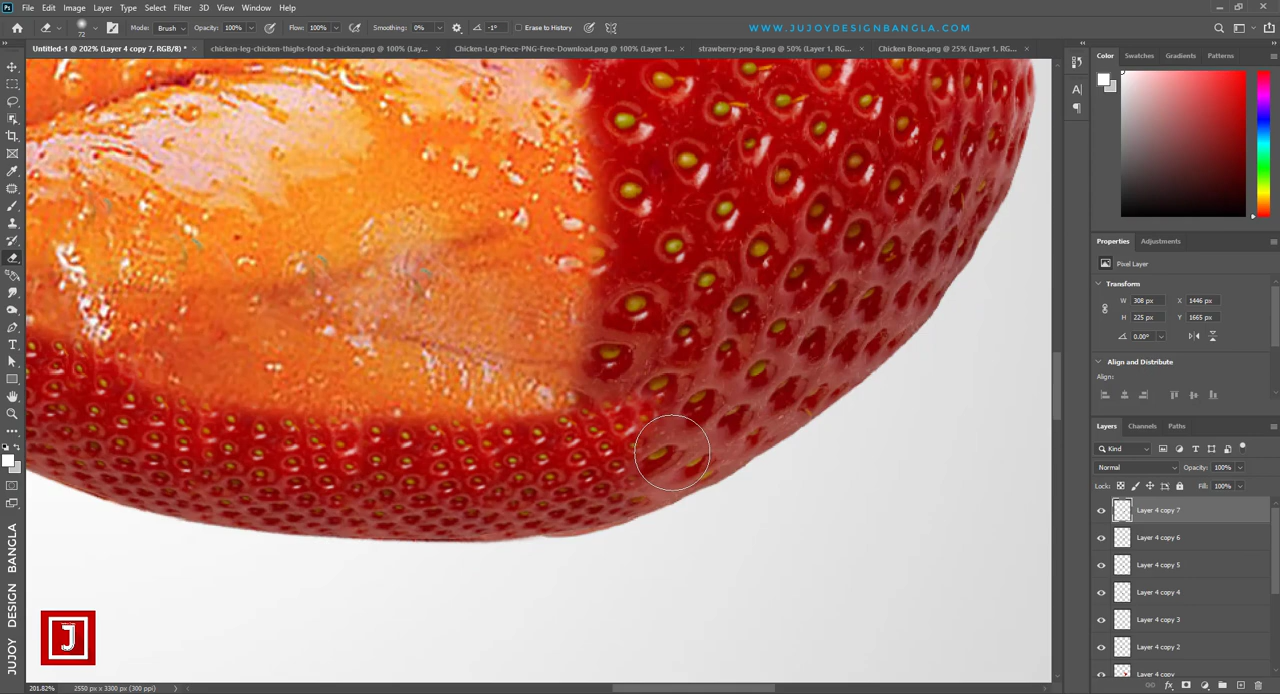 File Edit Image Layer Type Select Filter 3D View Window Help
72 Mode: Brush Opacity: 100% Flow: 100% Smoothing: 0% -1° Erase to History
WWW.JUJOYDESIGNBANGLA.COM
Untitled-1 @ 202% (Layer 4 copy 7, RGB/8) * × chicken-leg-chicken-thighs-food-a-chicken.png @ 100% (L... × Chicken-Leg-Piece-PNG-Free-Download.png @ 100% (Layer 1... × strawberry-png-8.png @ 50% (Layer 1, RG... × Chicken Bone.png @ 25% (Layer 1, RG... ×
Color Swatches Gradients Patterns
Properties Adjustments
Pixel Layer
Transform
W 308 px X 1446 px
H 225 px Y 1665 px
0.00°
Align and Distribute
Align:
Layers Channels Paths
Kind
Normal Opacity: 100%
Lock: Fill: 100%
Layer 4 copy 7
Layer 4 copy 6
Layer 4 copy 5
Layer 4 copy 4
Layer 4 copy 3
Layer 4 copy 2
Layer 4 copy
JUJOY DESIGN BANGLA
J
201.82% 2550 px x 3300 px (300 ppi)